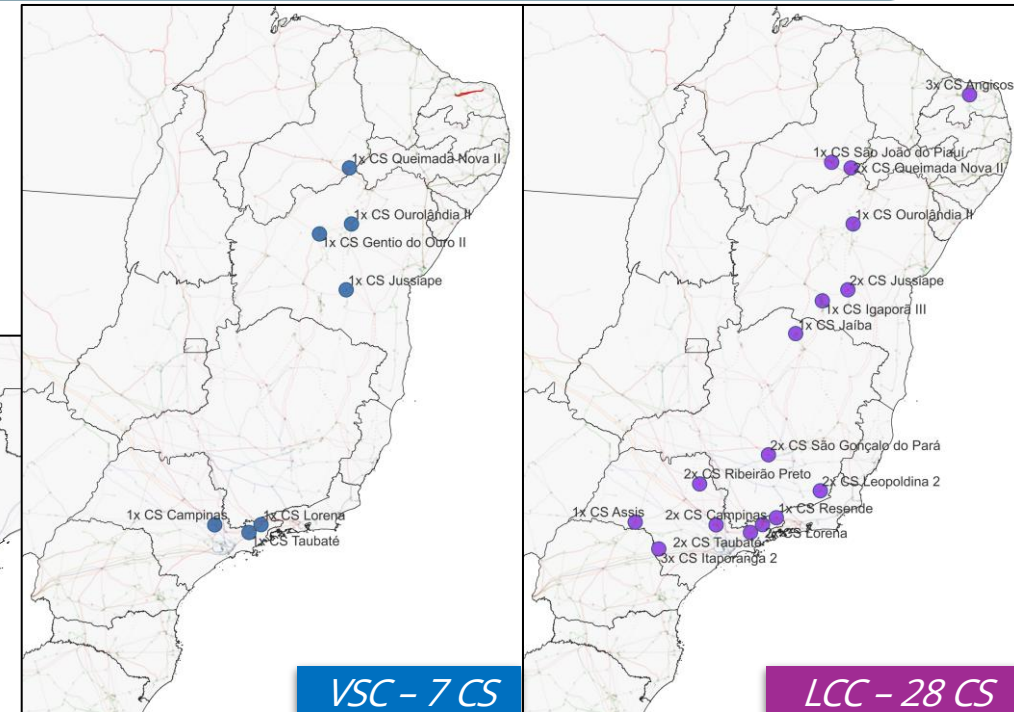 1x CS Queimada Nova II
1x CS Ourolândia II
1x CS Gentio do Ouro II
1x CS Jussiape
1x CS Campinas
1x CS Lorena
1x CS Taubaté
VSC – 7 CS
3x CS Angicos
1x CS São João do Piauí
2x CS Queimada Nova II
1x CS Ourolândia II
2x CS Jussiape
1x CS Igaporã III
1x CS Jaíba
2x CS São Gonçalo do Pará
2x CS Ribeirão Preto
2x CS Leopoldina 2
1x CS Resende
1x CS Assis
2x CS Campinas
2x CS Lorena
2x CS Taubaté
3x CS Itaporanga 2
LCC – 28 CS